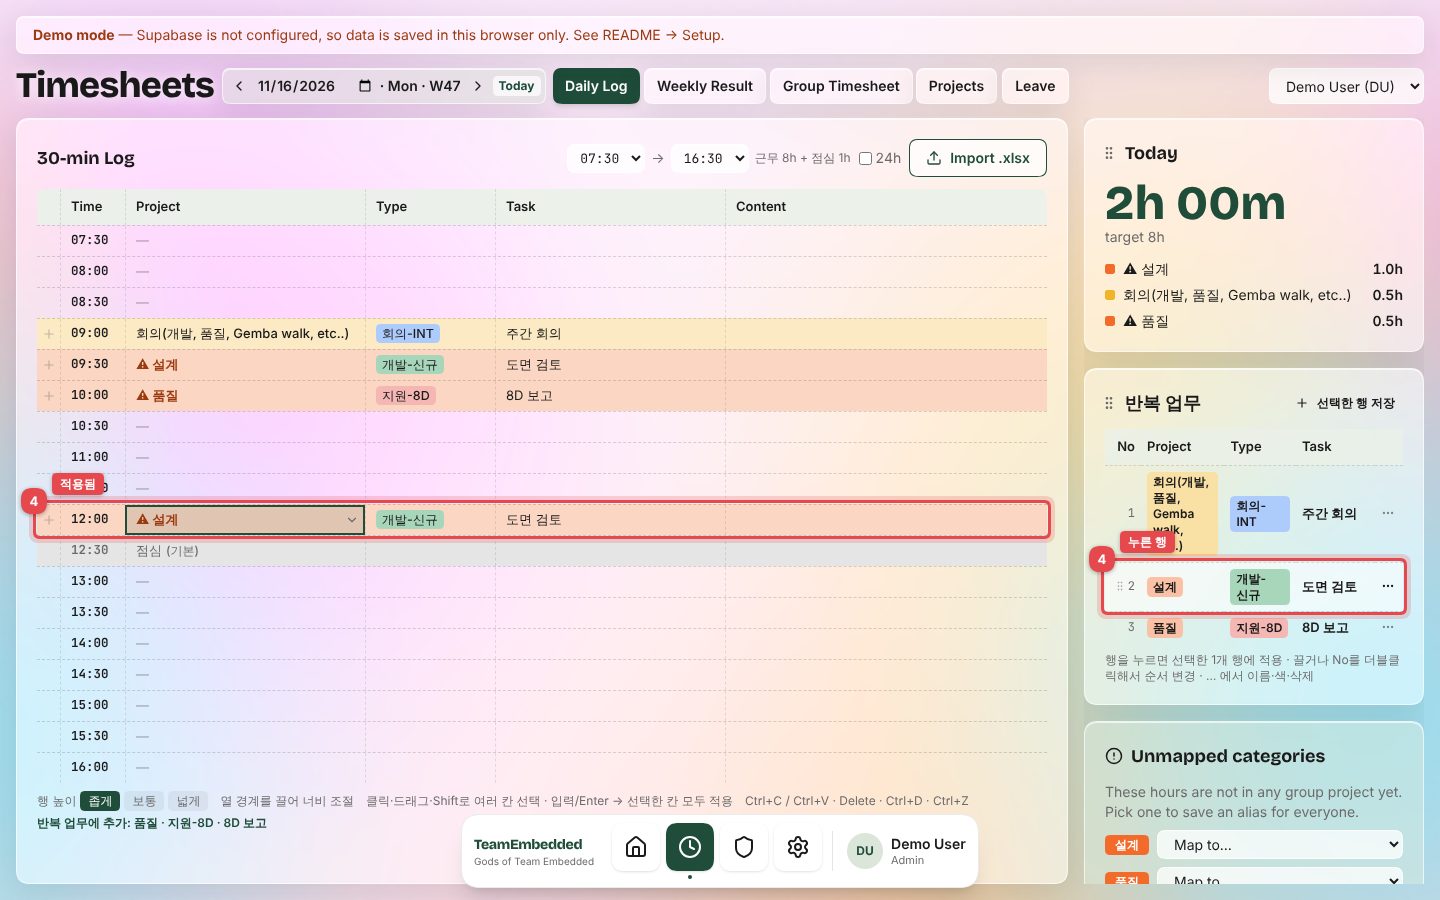 Demo mode — Supabase is not configured, so data is saved in this browser only. See README → Setup.
Timesheets
11/16/2026 · Mon · W47 Today
Daily Log
Weekly Result
Group Timesheet
Projects
Leave
Demo User (DU)
30-min Log
07:30 → 16:30 근무 8h + 점심 1h 24h
Import .xlsx
Time Project Type Task Content
07:30 —
08:00 —
08:30 —
09:00 회의(개발, 품질, Gemba walk, etc..) 회의-INT 주간 회의
09:30 ⚠ 설계 개발-신규 도면 검토
10:00 ⚠ 품질 지원-8D 8D 보고
10:30 —
11:00 —
적용됨
—
4
12:00 ⚠ 설계 개발-신규 도면 검토
12:30 점심 (기본)
13:00 —
13:30 —
14:00 —
14:30 —
15:00 —
15:30 —
16:00 —
행 높이 좁게 보통 넓게 열 경계를 끌어 너비 조절 클릭·드래그·Shift로 여러 칸 선택 · 입력/Enter → 선택한 칸 모두 적용 Ctrl+C / Ctrl+V · Delete · Ctrl+D · Ctrl+Z
반복 업무에 추가: 품질 · 지원-8D · 8D 보고
TeamEmbedded
Gods of Team Embedded
DU
Demo User
Admin
Today
2h 00m
target 8h
⚠ 설계 1.0h
회의(개발, 품질, Gemba walk, etc..) 0.5h
⚠ 품질 0.5h
반복 업무
+ 선택한 행 저장
No Project Type Task
1 회의(개발, 품질, Gemba 회의-INT 주간 회의 ...
누른 행
4
2 설계 개발-신규 도면 검토 ...
3 품질 지원-8D 8D 보고 ...
행을 누르면 선택한 1개 행에 적용 · 끌거나 No를 더블클
릭해서 순서 변경 · ... 에서 이름·색·삭제
Unmapped categories
These hours are not in any group project yet.
Pick one to save an alias for everyone.
설계 Map to...
품질 Map to